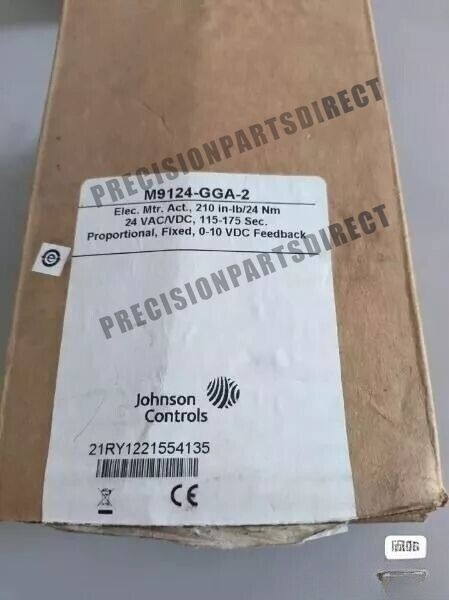 PRECISIONPARTSDIRECT
M9124-GGA-2
Elec. Mtr. Act., 210 in-lb/24 Nm
24 VAC/VDC, 115-175 Sec.
Proportional, Fixed, 0-10 VDC Feedback
PRECISIONPARTSDIRECT
Johnson
Controls
21RY1221554135
CE